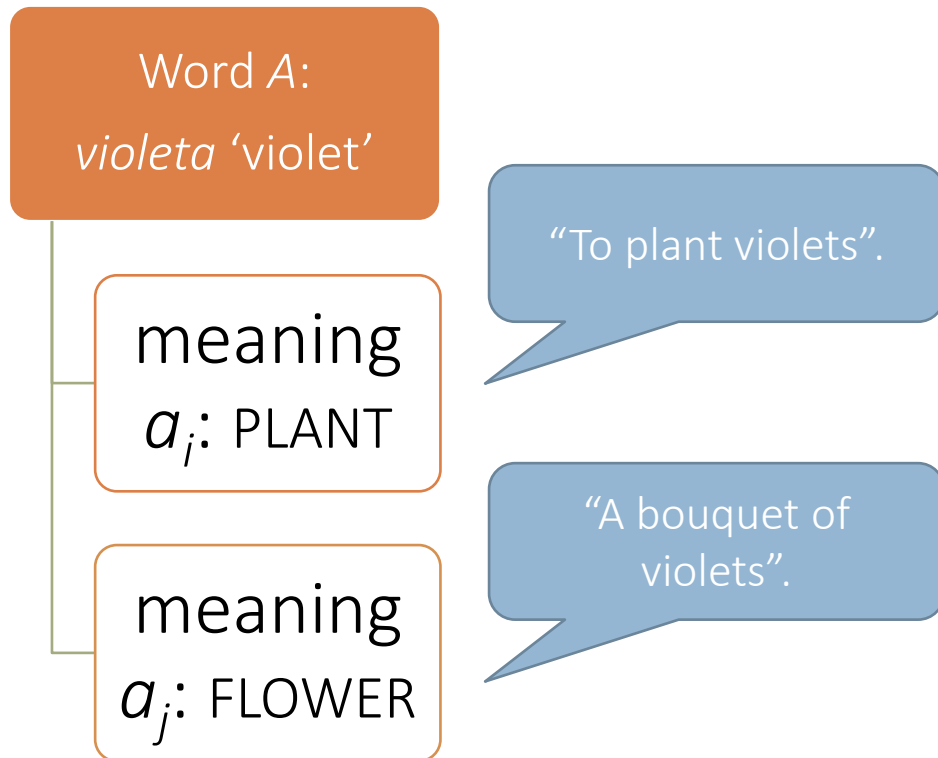 Word A:
violeta ‘violet’
meaning
aᵢ: PLANT
“To plant violets”.
meaning
aⱼ: FLOWER
“A bouquet of
violets”.